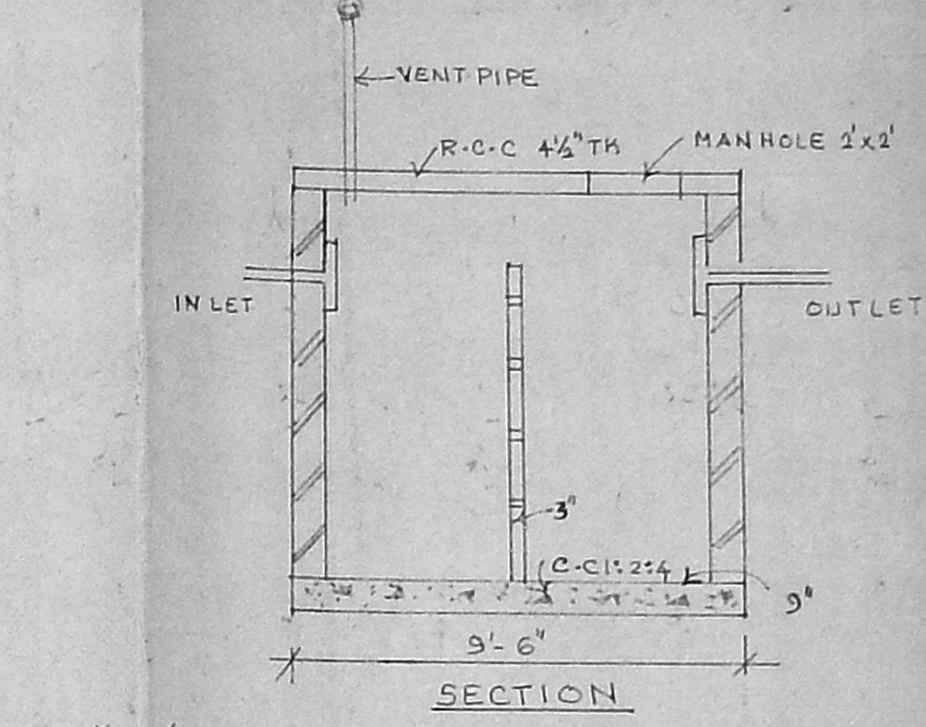 VENT PIPE
R.C.C 4½" TK
MANHOLE 2'x2'
INLET
OUTLET
3"
C.C 1:2:4
9"
9'-6"
SECTION